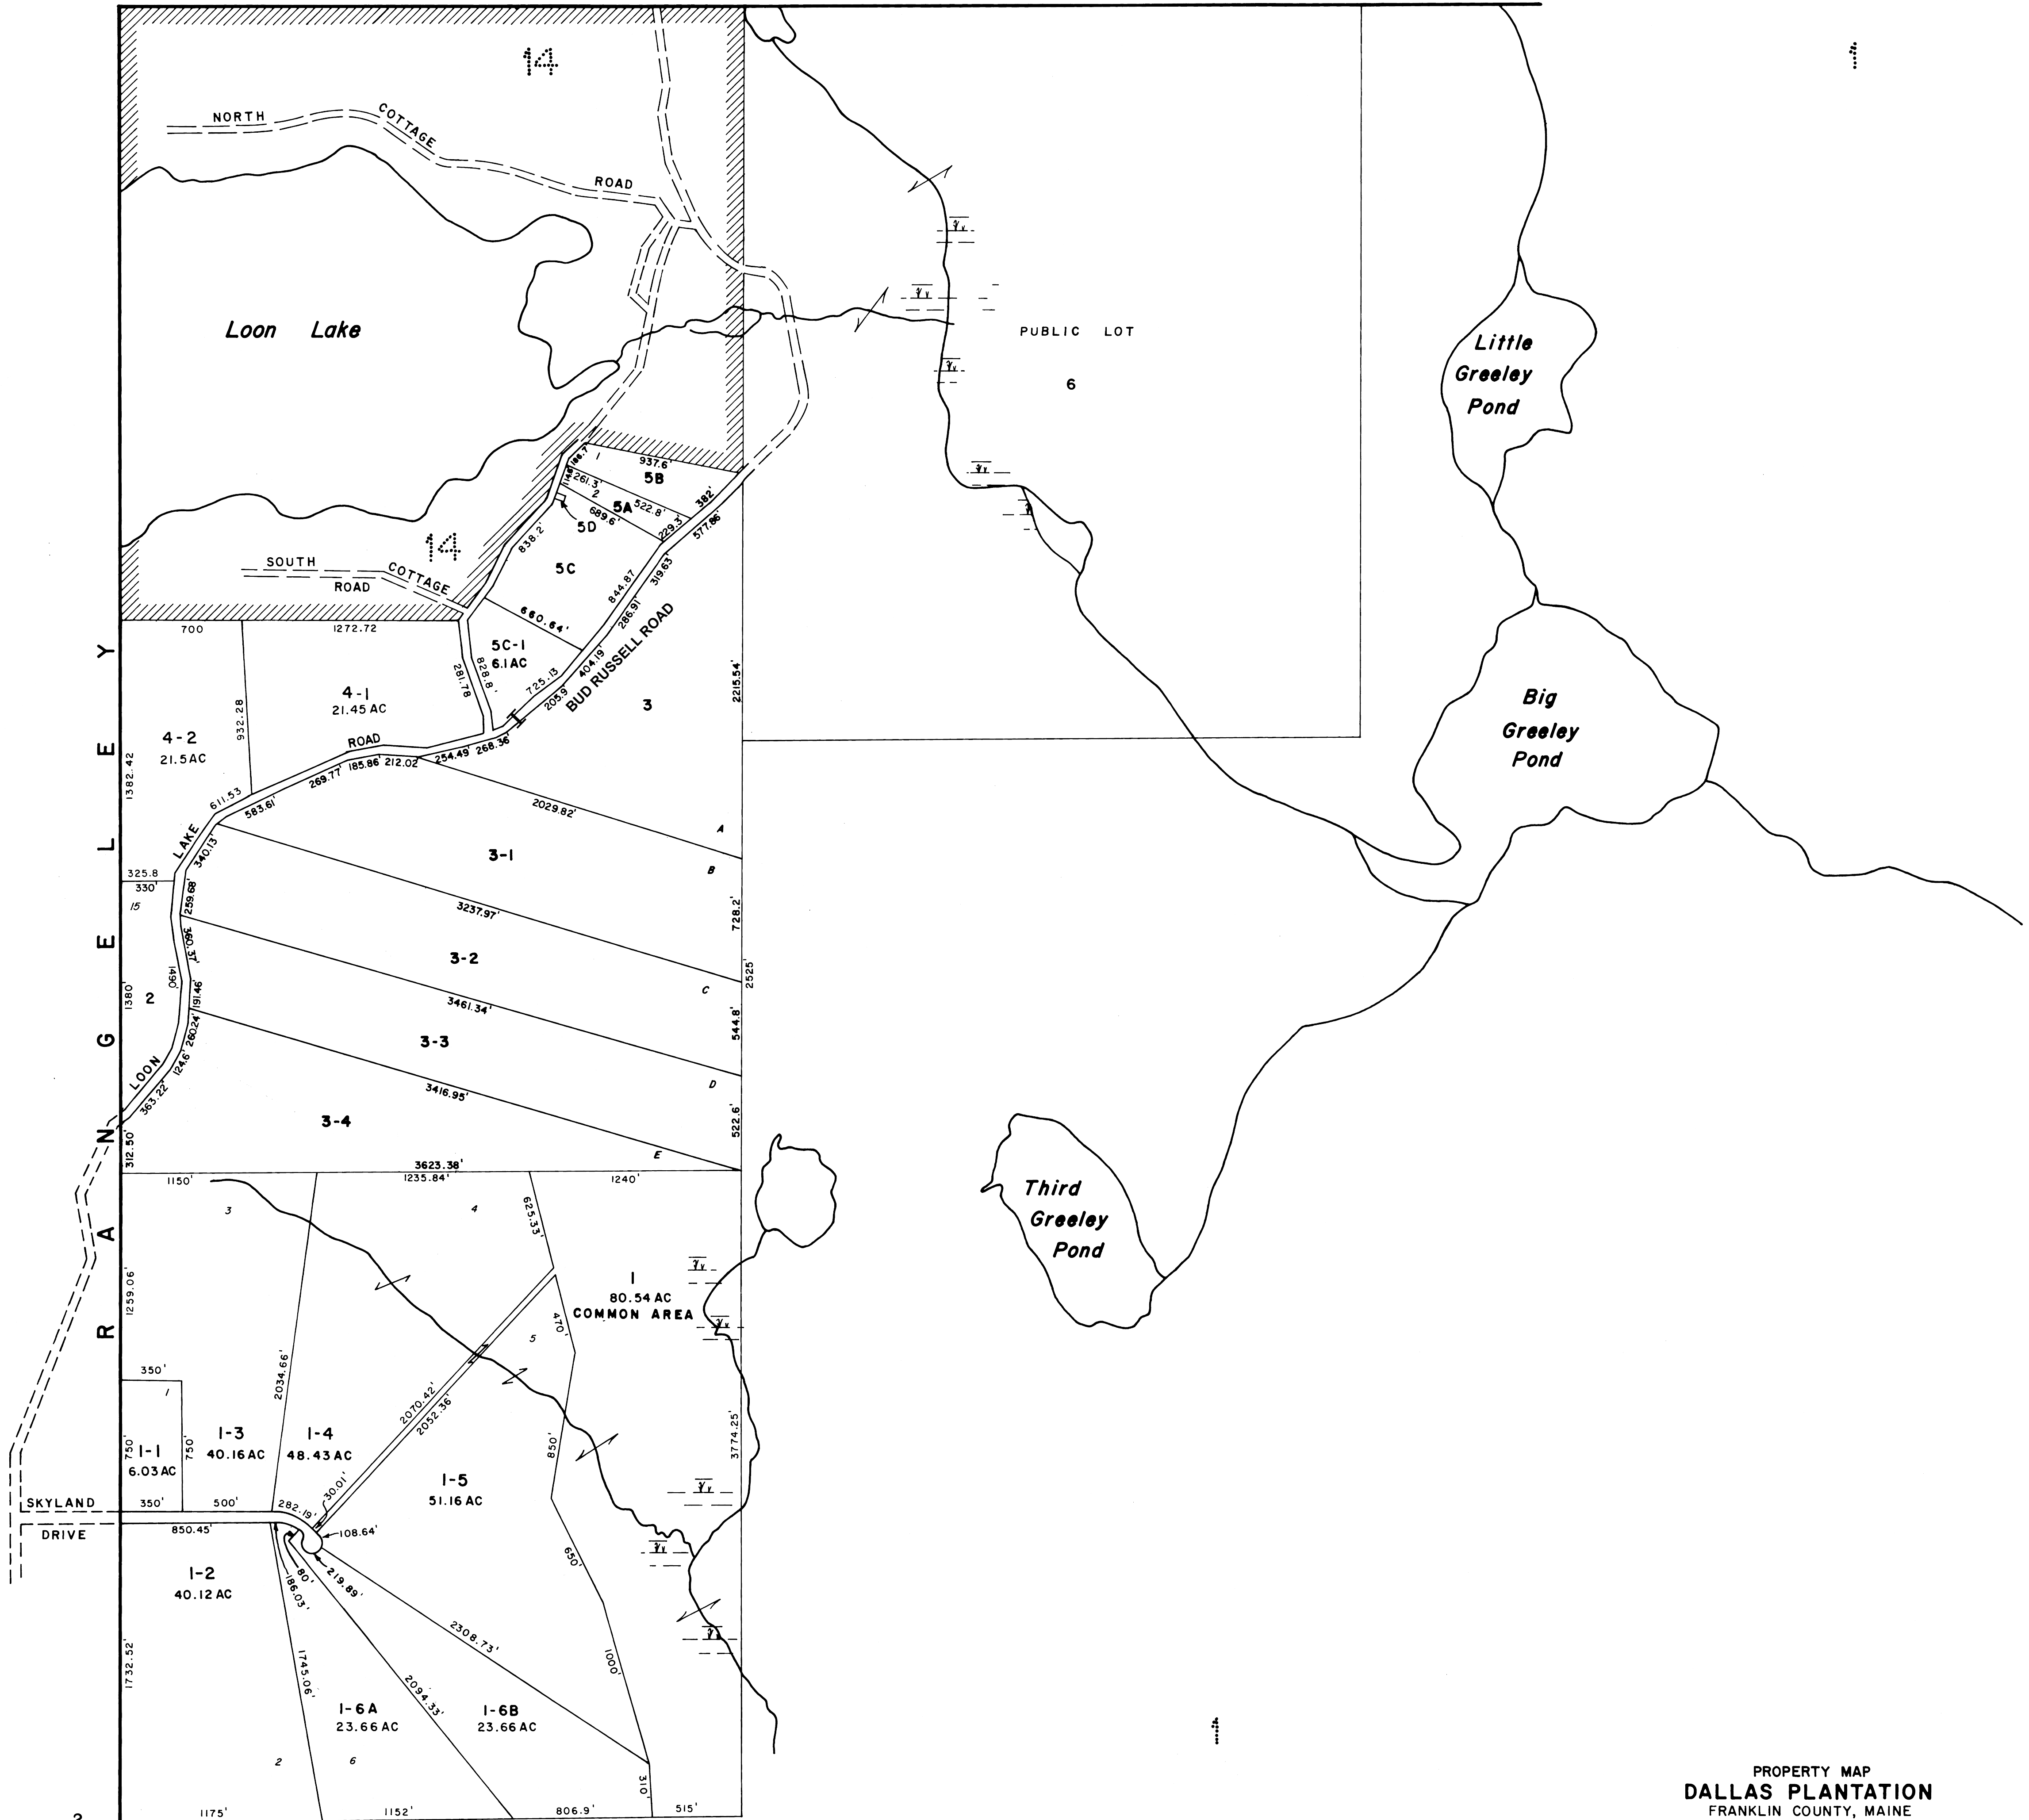 14
1
NORTH COTTAGE ROAD
Loon Lake
PUBLIC LOT
6
Little
Greeley
Pond
186.7'
1
937.6'
5B
261.3'
2
522.8'
382'
5A
689.6'
229.3'
577.86'
5D
838.2'
14
SOUTH COTTAGE
ROAD
5C
844.87
319.63'
286.91'
660.64'
BUD RUSSELL ROAD
700
1272.72
5C-1
6.1 AC
281.78
828.8'
725.13
404.19'
205.9'
3
2215.54'
4-1
21.45 AC
932.28
4-2
21.5 AC
1382.42
ROAD
269.77'
185.86'
212.02'
254.49'
268.36'
611.53
583.61'
2029.82'
A
B
Big
Greeley
Pond
LAKE
340.13'
3-1
325.8
330'
15
259.68'
3237.97'
728.2'
360.37'
3-2
C
2525'
1490'
1380'
2
191.46'
3461.34'
544.8'
260.24'
3-3
124.6'
LOON
363.22'
3416.95'
D
522.6'
3-4
312.50'
E
3623.38'
RANGELEY
1150'
1235.84'
1240'
3
4
625.33'
Third
Greeley
Pond
1259.06'
1
80.54 AC
COMMON AREA
470'
5
350'
1
2034.66'
2070.42'
2052.36'
750'
1-1
6.03 AC
750'
1-3
40.16 AC
1-4
48.43 AC
850'
3774.25'
1-5
51.16 AC
30.01'
SKYLAND
DRIVE
350'
500'
282.19'
850.45'
108.64'
1-2
40.12 AC
80'
186.03'
219.89'
650'
2308.73'
1732.52'
1745.06'
2094.33'
1000'
1-6A
23.66 AC
1-6B
23.66 AC
2
6
310'
1175'
1152'
806.9'
515'
1
PROPERTY MAP
DALLAS PLANTATION
FRANKLIN COUNTY, MAINE